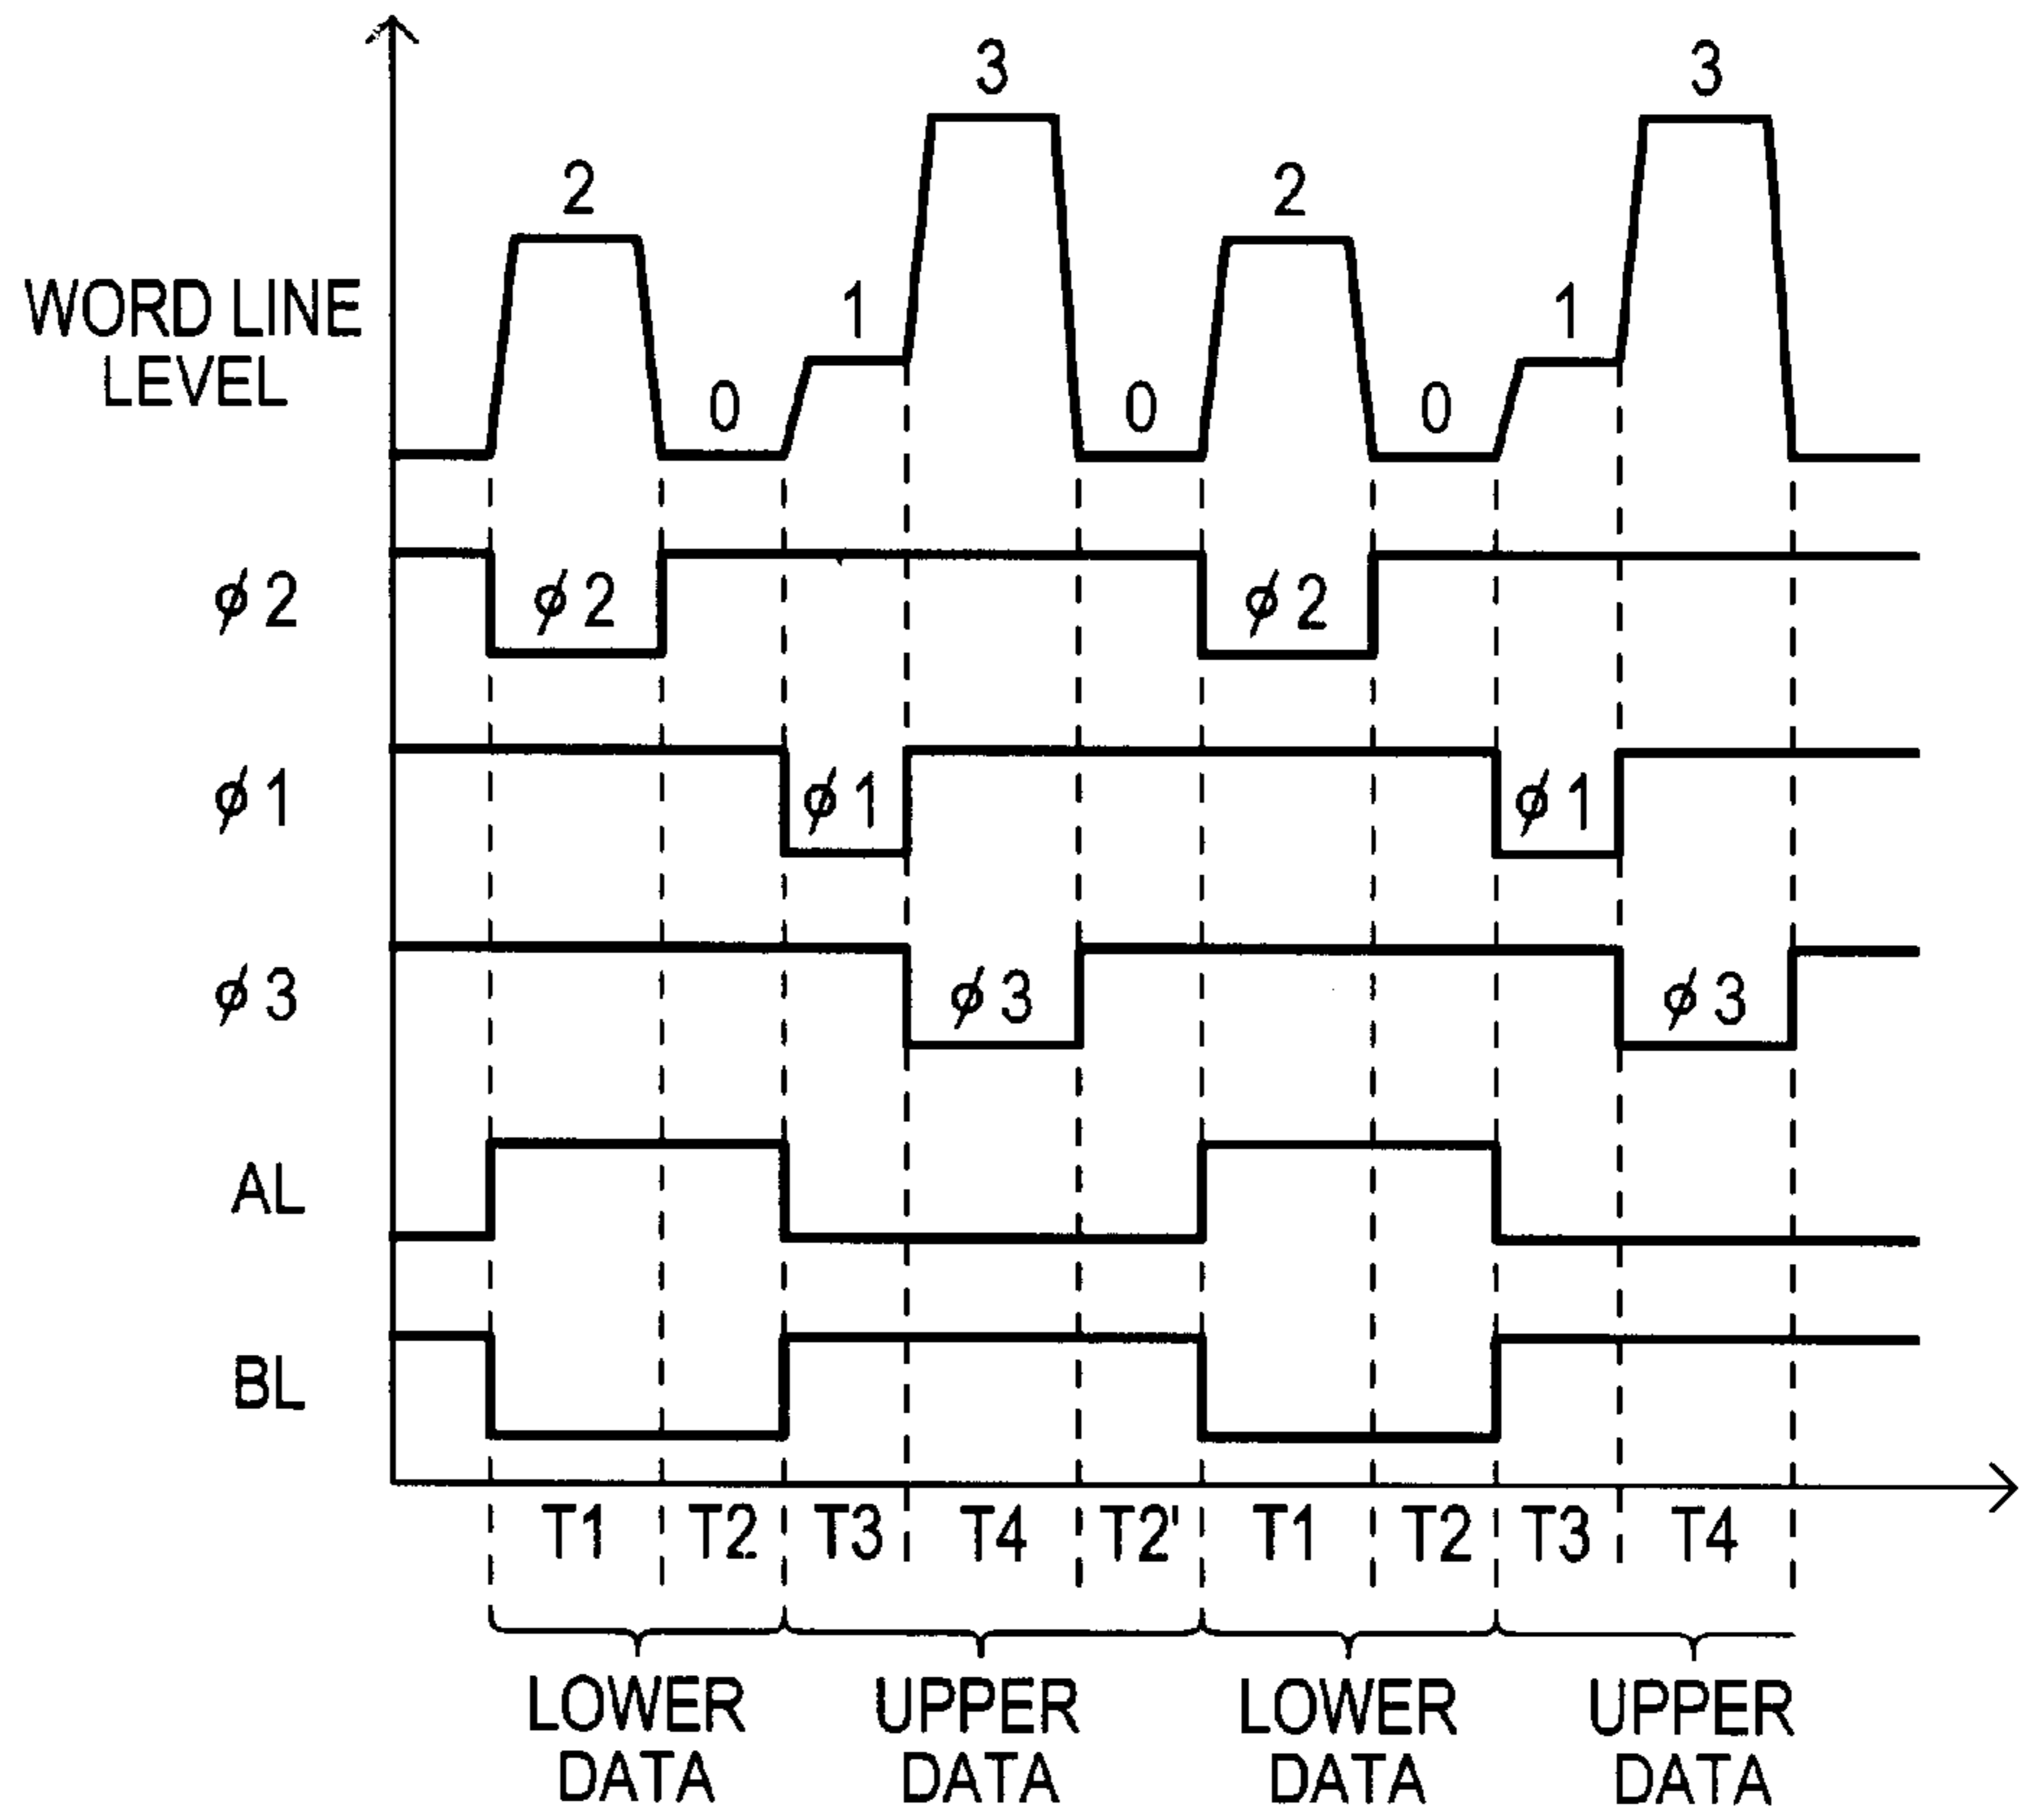 3 3
2 2
1 1
WORD LINE
LEVEL
0 0 0
ϕ2 ϕ2 ϕ2
ϕ1 ϕ1 ϕ1
ϕ3 ϕ3 ϕ3
AL
BL
T1 T2 T3 T4 T2' T1 T2 T3 T4
LOWER DATA
UPPER DATA
LOWER DATA
UPPER DATA